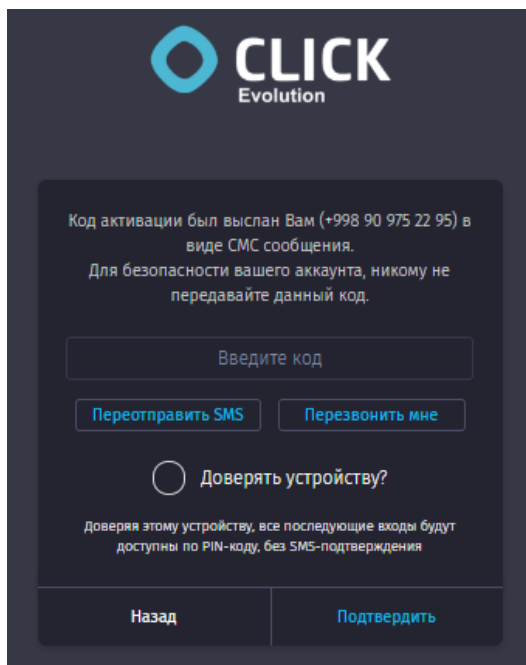 CLICK
Evolution
Код активации был выслан Вам (+998 90 975 22 95) в
виде СМС сообщения.
Для безопасности вашего аккаунта, никому не
передавайте данный код.
Введите код
Переотправить SMS
Перезвонить мне
Доверять устройству?
Доверяя этому устройству, все последующие входы будут
доступны по PIN-коду, без SMS-подтверждения
Назад
Подтвердить